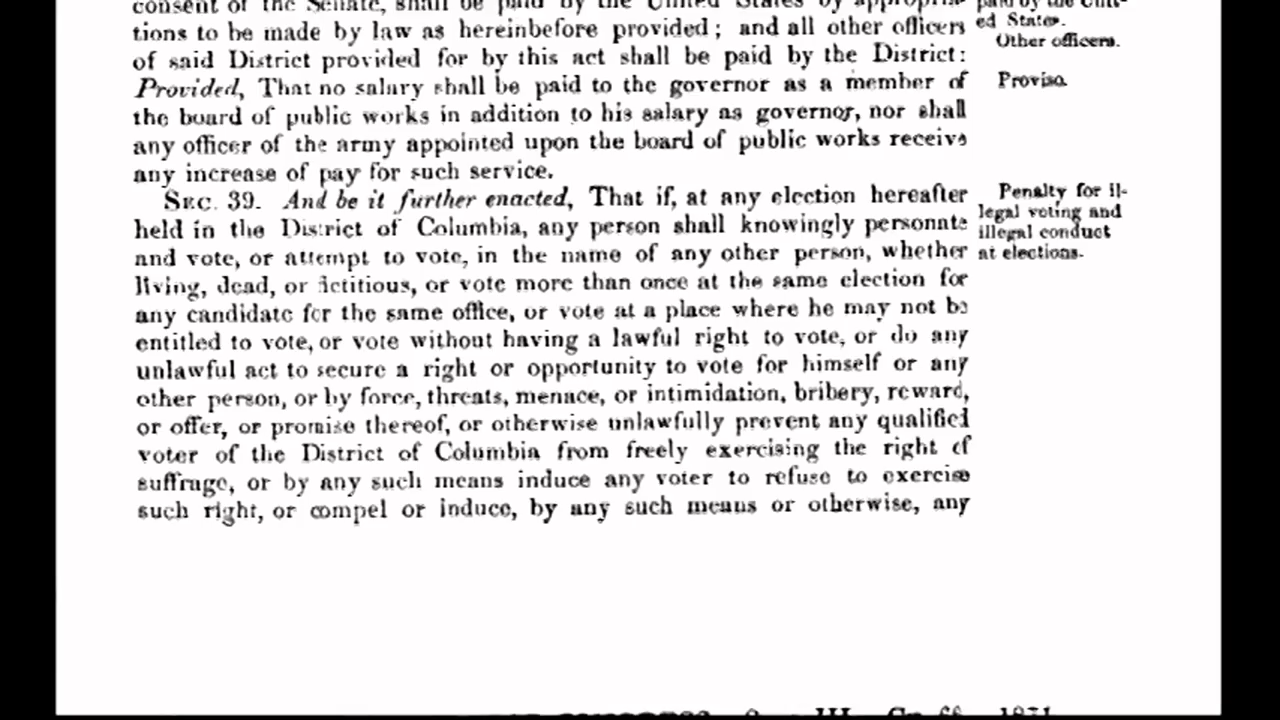 consent of the Senate, shall be paid by the United States by appropria-
tions to be made by law as hereinbefore provided; and all other officers
of said District provided for by this act shall be paid by the District:
Provided, That no salary shall be paid to the governor as a member of
the board of public works in addition to his salary as governor, nor shall
any officer of the army appointed upon the board of public works receive
any increase of pay for such service.
SEC. 39. And be it further enacted, That if, at any election hereafter
held in the District of Columbia, any person shall knowingly personate
and vote, or attempt to vote, in the name of any other person, whether
living, dead, or fictitious, or vote more than once at the same election for
any candidate for the same office, or vote at a place where he may not be
entitled to vote, or vote without having a lawful right to vote, or do any
unlawful act to secure a right or opportunity to vote for himself or any
other person, or by force, threats, menace, or intimidation, bribery, reward,
or offer, or promise thereof, or otherwise unlawfully prevent any qualified
voter of the District of Columbia from freely exercising the right of
suffrage, or by any such means induce any voter to refuse to exercise
such right, or compel or induce, by any such means or otherwise, any
paid by the Unit-
ed States.
Other officers.
Proviso.
Penalty for il-
legal voting and
illegal conduct
at elections.
1871